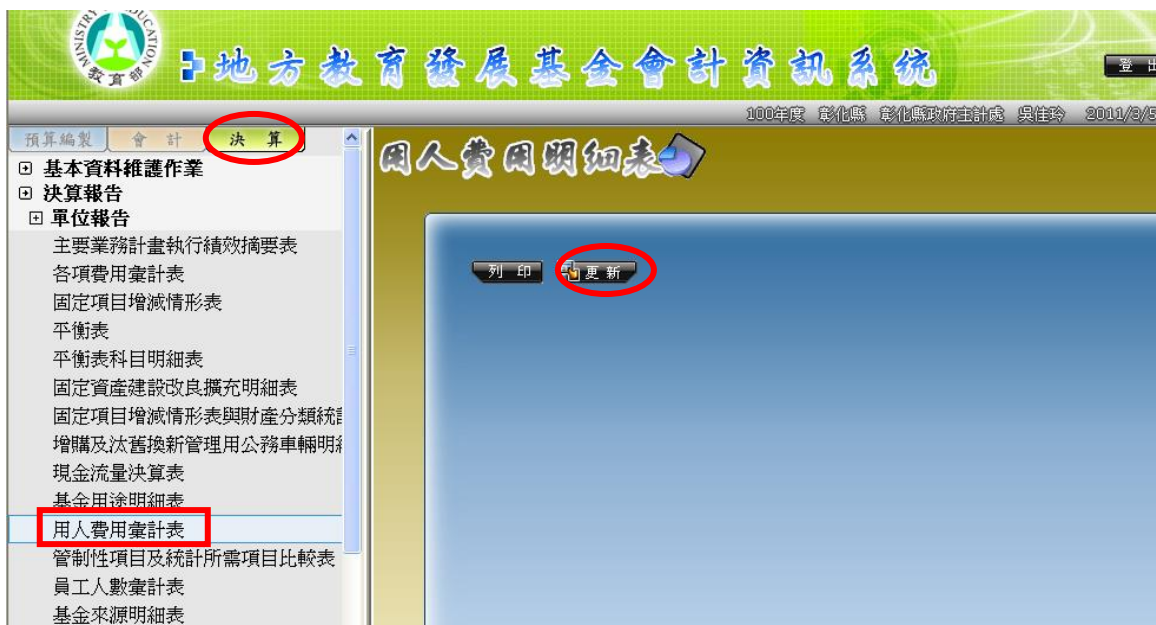 MINISTRY OF EDUCATION
教育部
地方教育發展基金會計資訊系統
登出
100年度 彰化縣 彰化縣政府主計處 吳佳玲 2011/3/5
預算編製 會計 決算
基本資料維護作業
決算報告
單位報告
主要業務計畫執行績效摘要表
各項費用彙計表
固定項目增減情形表
平衡表
平衡表科目明細表
固定資產建設改良擴充明細表
固定項目增減情形表與財產分類統計
增購及汰舊換新管理用公務車輛明細
現金流量決算表
基金用途明細表
用人費用彙計表
管制性項目及統計所需項目比較表
員工人數彙計表
基金來源明細表
用人費用明細表
列印 更新